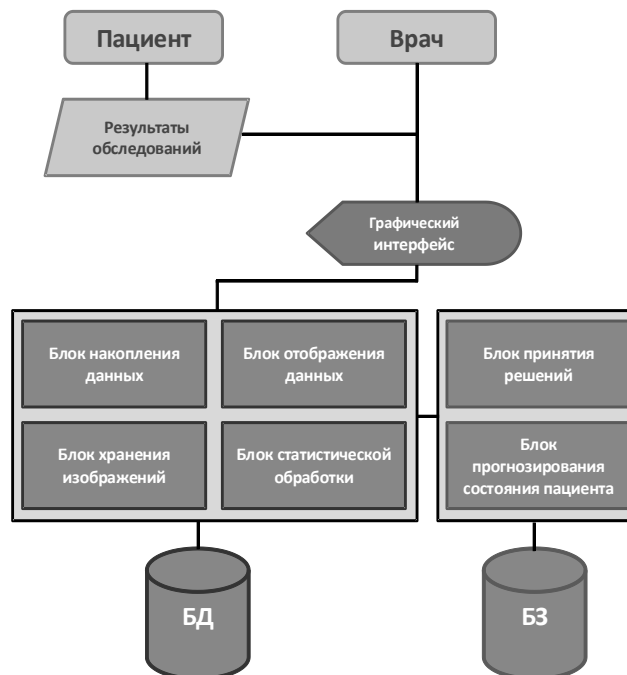 Пациент
Врач
Результаты
обследований
Графический
интерфейс
Блок накопления
данных
Блок отображения
данных
Блок принятия
решений
Блок хранения
изображений
Блок статистической
обработки
Блок
прогнозирования
состояния пациента
БД
БЗ